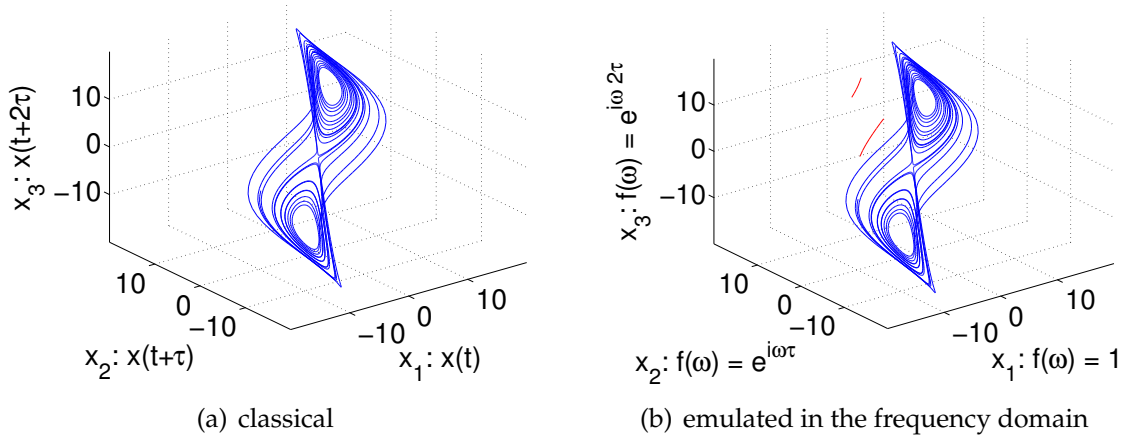 10
0
−10
x₃: x(t+2τ)
10
0
−10
x₂: x(t+τ)
−10
0
10
x₁: x(t)
(a) classical
10
0
−10
x₃: f(ω) = e^{iω 2τ}
10
0
−10
x₂: f(ω) = e^{iωτ}
−10
0
10
x₁: f(ω) = 1
(b) emulated in the frequency domain